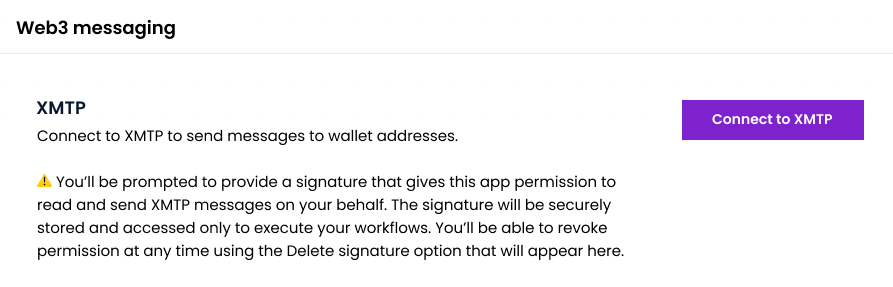 Web3 messaging
XMTP
Connect to XMTP to send messages to wallet addresses.
Connect to XMTP
⚠️ You’ll be prompted to provide a signature that gives this app permission to
read and send XMTP messages on your behalf. The signature will be securely
stored and accessed only to execute your workflows. You’ll be able to revoke
permission at any time using the Delete signature option that will appear here.